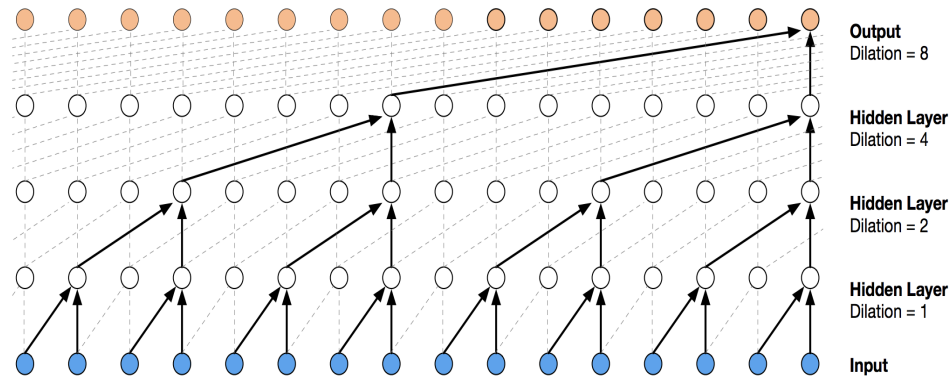 Output
Dilation = 8
Hidden Layer
Dilation = 4
Hidden Layer
Dilation = 2
Hidden Layer
Dilation = 1
Input